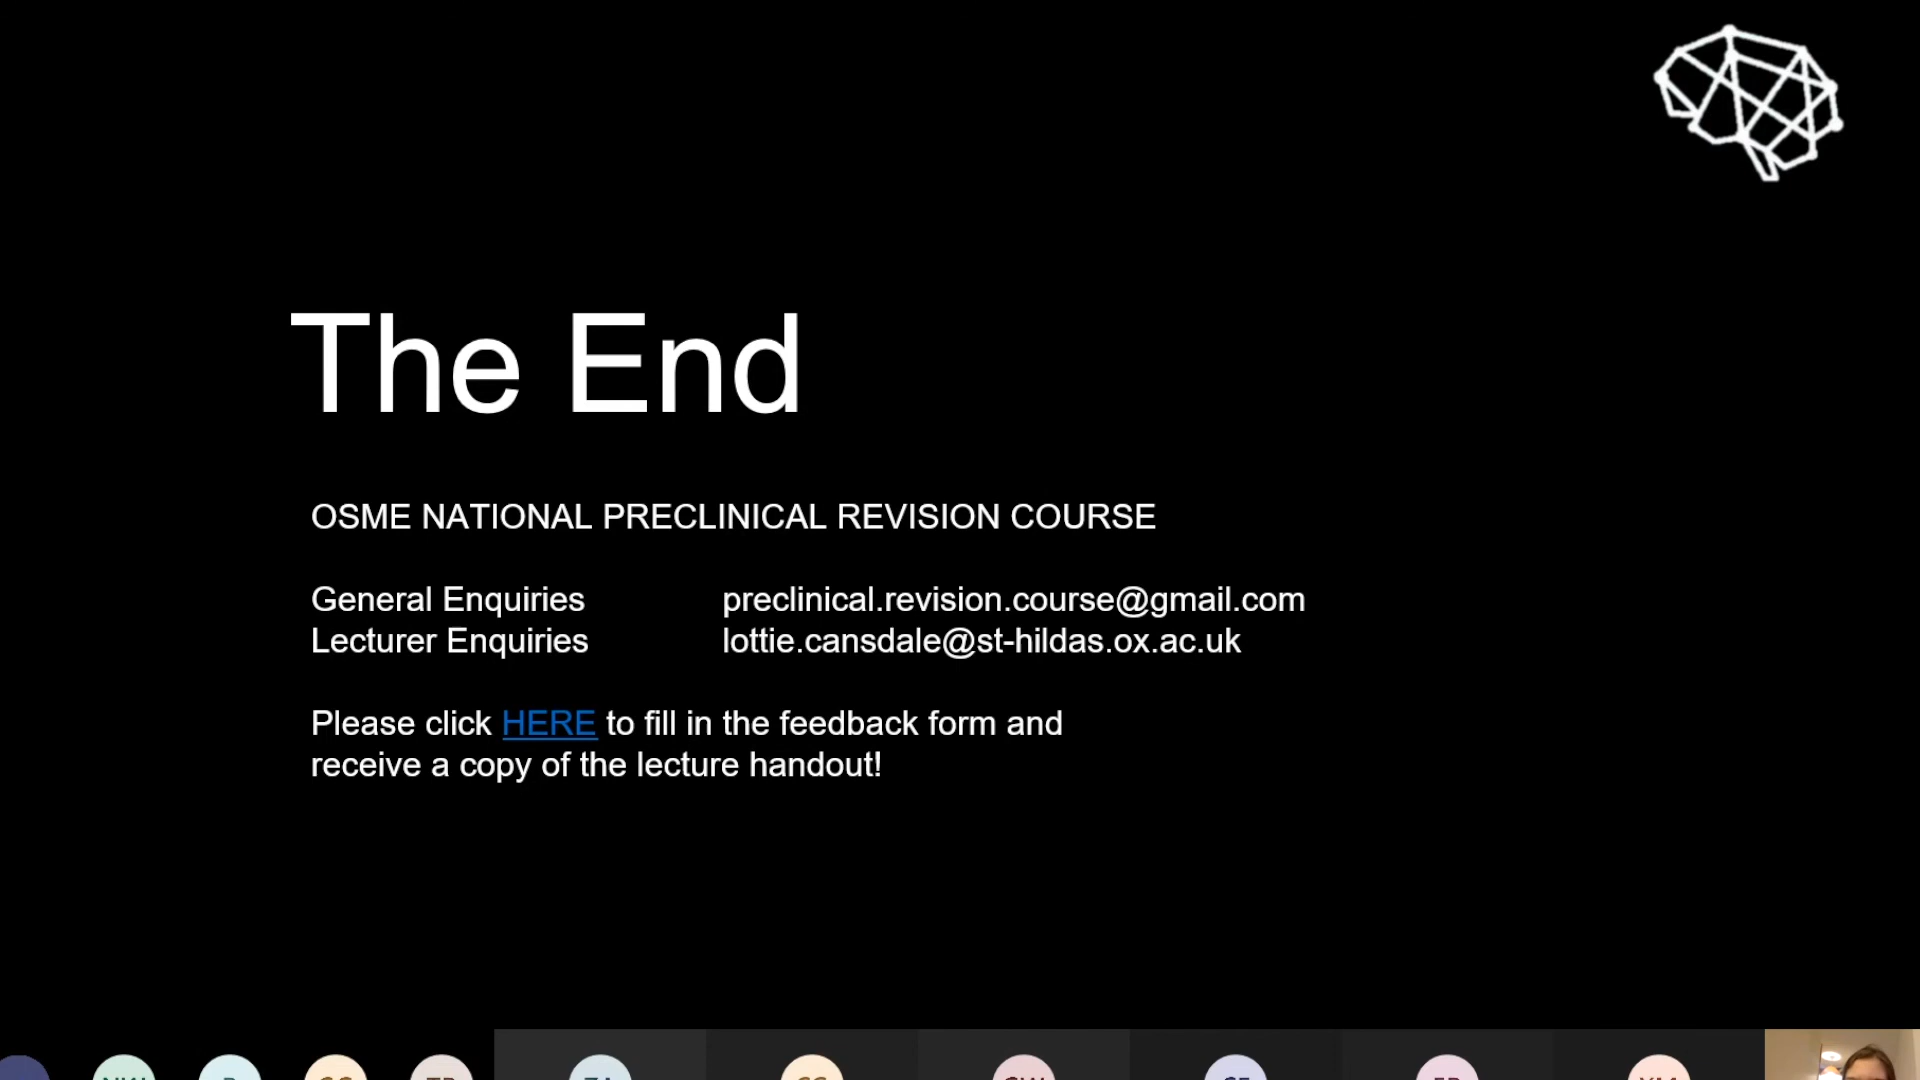 The End
OSME NATIONAL PRECLINICAL REVISION COURSE
General Enquiries preclinical.revision.course@gmail.com
Lecturer Enquiries lottie.cansdale@st-hildas.ox.ac.uk
Please click HERE to fill in the feedback form and
receive a copy of the lecture handout!